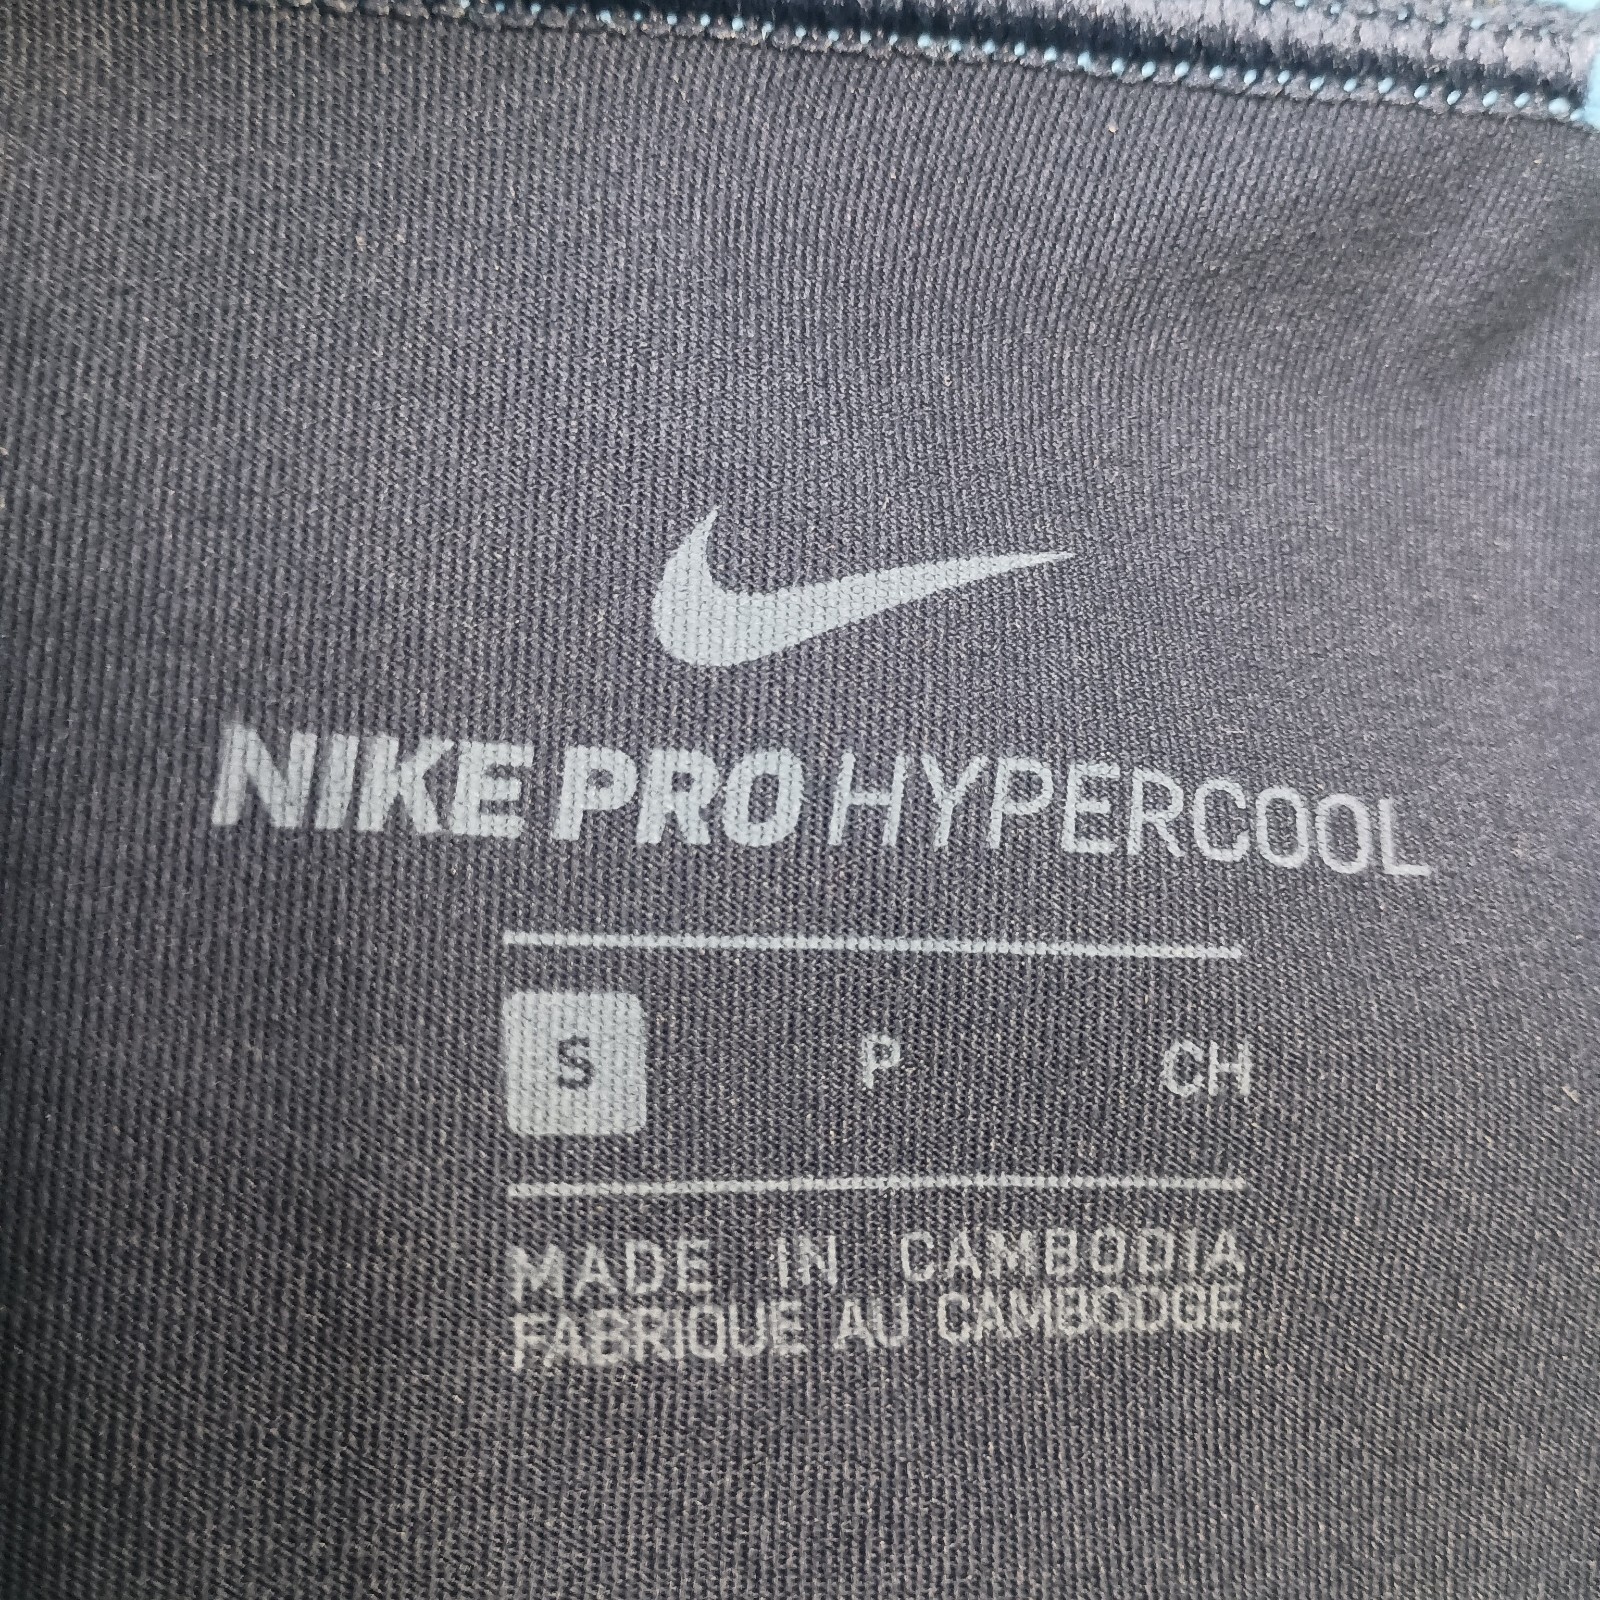 NIKE PRO HYPERCOOL
S P CH
MADE IN CAMBODIA
FABRIQUE AU CAMBODGE